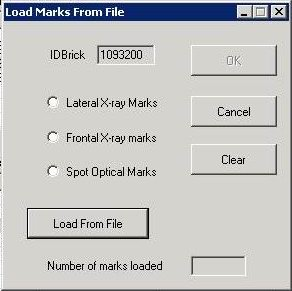 Load Marks From File
IDBrick 1093200
OK
Lateral X-ray Marks
Cancel
Frontal X-ray marks
Clear
Spot Optical Marks
Load From File
Number of marks loaded